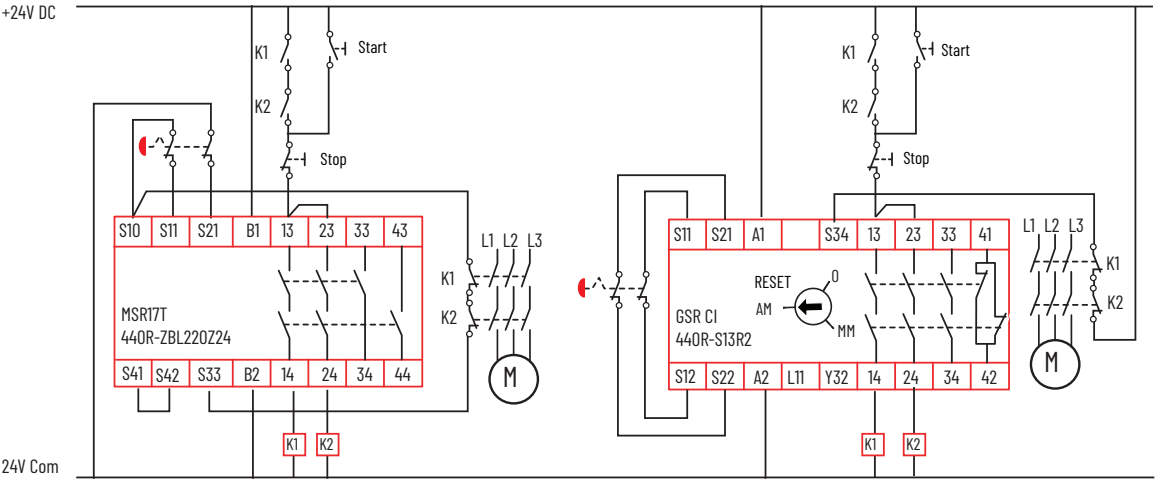 +24V DC
K1
Start
K2
Stop
S10 S11 S21 B1 13 23 33 43
MSR17T
440R-ZBL220Z24
S41 S42 S33 B2 14 24 34 44
K1 K2
L1 L2 L3
K1
K2
M
K1
Start
K2
Stop
S11 S21 A1 S34 13 23 33 41
RESET
0
AM
MM
GSR CI
440R-S13R2
S12 S22 A2 L11 Y32 14 24 34 42
K1 K2
L1 L2 L3
K1
K2
M
24V Com